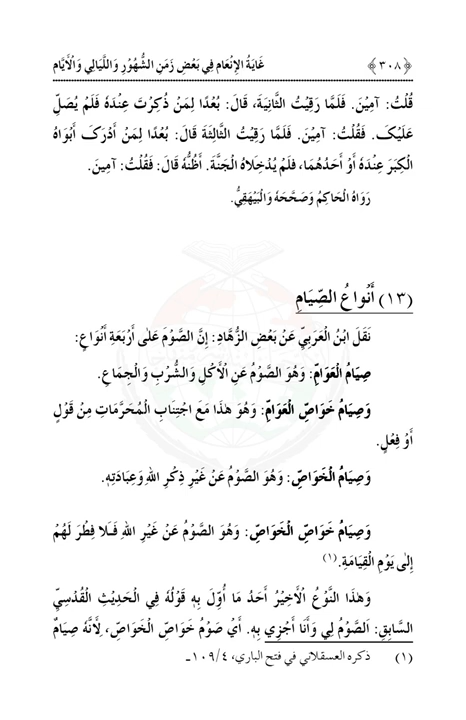 ﴿٣٠٨﴾ غَايَةُ الإِنْعَام فِي بَعْضِ زَمَنِ الشُّهُوْرِ وَاللَّيَالِي وَالْأَيَّام
قُلْتُ: آمِيْنَ. فَلَمَّا رَقِيْتُ الثَّانِيَةَ، قَالَ: بُعْدًا لِمَنْ ذُكِرْتَ عِنْدَهٗ فَلَمْ يُصَلِّ
عَلَيْكَ. فَقُلْتُ: آمِيْنَ. فَلَمَّا رَقِيْتُ الثَّالِثَةَ قَالَ: بُعْدًا لِمَنْ أَدْرَكَ أَبَوَاهُ
الْكِبَرَ عِنْدَهٗ أَوْ أَحَدُهُمَا، فَلَمْ يُدْخِلَاهُ الْجَنَّةَ. أَظُنُّهٗ قَالَ: فَقُلْتُ: آمِينَ.
رَوَاهُ الْحَاكِمُ وَصَحَّحَهٗ وَالْبَيْهَقِيُّ.
(١٣) أَنْوَاعُ الصِّيَامِ
نَقَلَ ابْنُ الْعَرَبِيِّ عَنْ بَعْضِ الزُّهَّادِ: إِنَّ الصَّوْمَ عَلٰى أَرْبَعَةِ أَنْوَاعٍ:
صِيَامُ الْعَوَامِ: وَهُوَ الصَّوْمُ عَنِ الْأَكْلِ وَالشُّرْبِ وَالْجِمَاعِ.
وَصِيَامُ خَوَاصِّ الْعَوَامِّ: وَهُوَ هٰذَا مَعَ اجْتِنَابِ الْمُحَرَّمَاتِ مِنْ قَوْلٍ
أَوْ فِعْلٍ.
وَصِيَامُ الْخَوَاصِّ: وَهُوَ الصَّوْمُ عَنْ غَيْرِ ذِكْرِ اللهِ وَعِبَادَتِهٖ.
وَصِيَامُ خَوَاصِّ الْخَوَاصِّ: وَهُوَ الصَّوْمُ عَنْ غَيْرِ اللهِ فَلَا فِطْرَ لَهُمْ
إِلٰى يَوْمِ الْقِيَامَةِ.(١)
وَهٰذَا النَّوْعُ الْأَخِيْرُ أَحَدُ مَا أُوِّلَ بِهٖ قَوْلُهٗ فِي الْحَدِيْثِ الْقُدْسِيِّ
السَّابِقِ: اَلصَّوْمُ لِي وَأَنَا أَجْزِي بِهٖ. أَيْ صَوْمُ خَوَاصِّ الْخَوَاصِّ، لِأَنَّهٗ صِيَامٌ
(١) ذكره العسقلاني في فتح الباري، ٤/١٠٩ـ